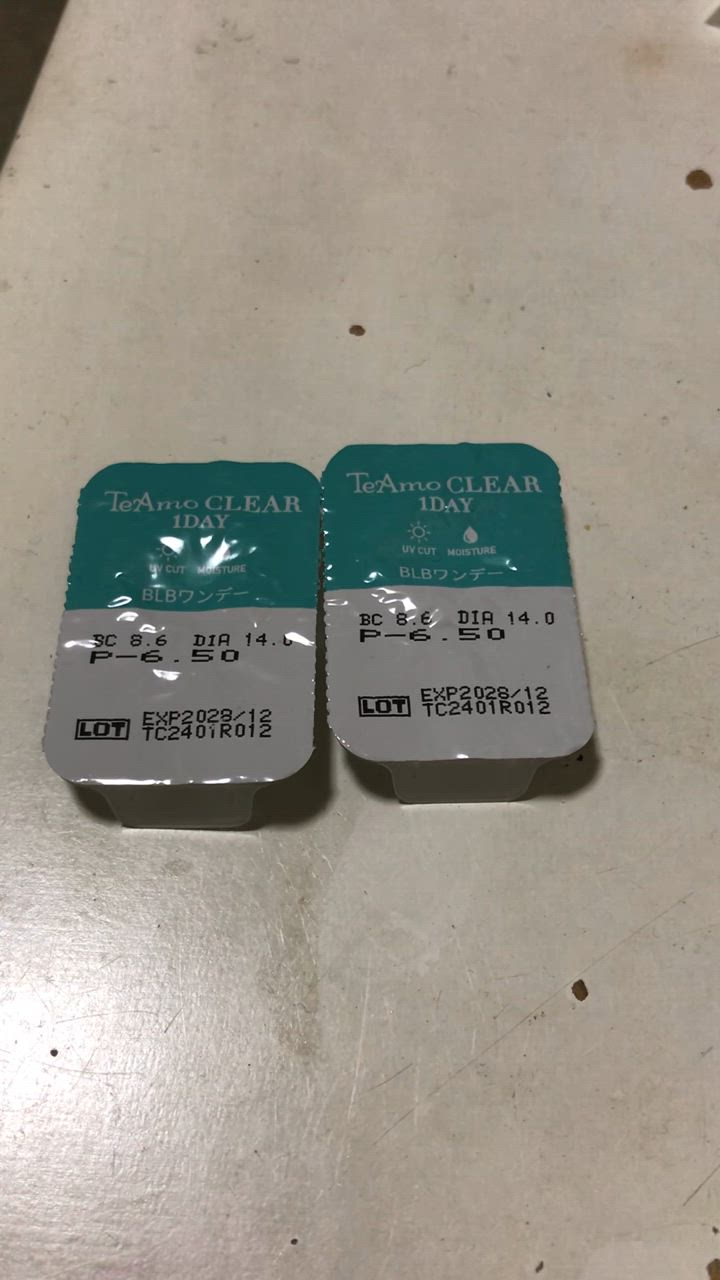 TeAmo CLEAR
1DAY
UV CUT MOISTURE
BLBワンデー
BC 8.6 DIA 14.0
P-6.50
LOT
EXP2028/12
TC2401R012
TeAmo CLEAR
1DAY
UV CUT MOISTURE
BLBワンデー
BC 8.6 DIA 14.0
P-6.50
LOT
EXP2028/12
TC2401R012